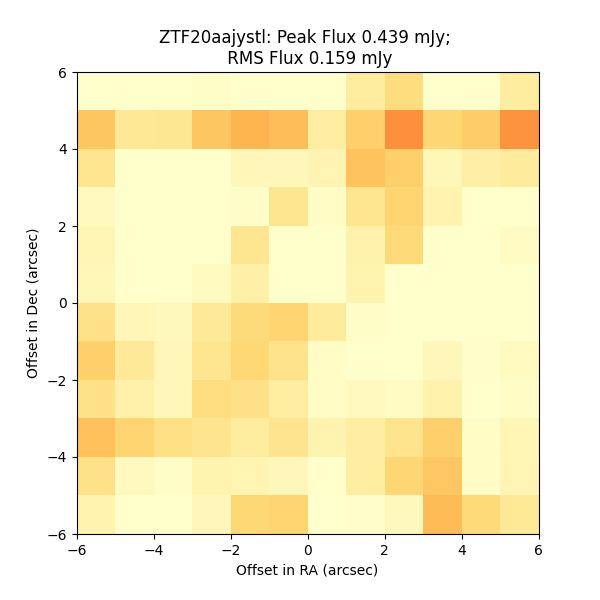 ZTF20aajystl: Peak Flux 0.439 mJy;
RMS Flux 0.159 mJy
6
4
2
0
−2
−4
−6
Offset in Dec (arcsec)
−6 −4 −2 0 2 4 6
Offset in RA (arcsec)